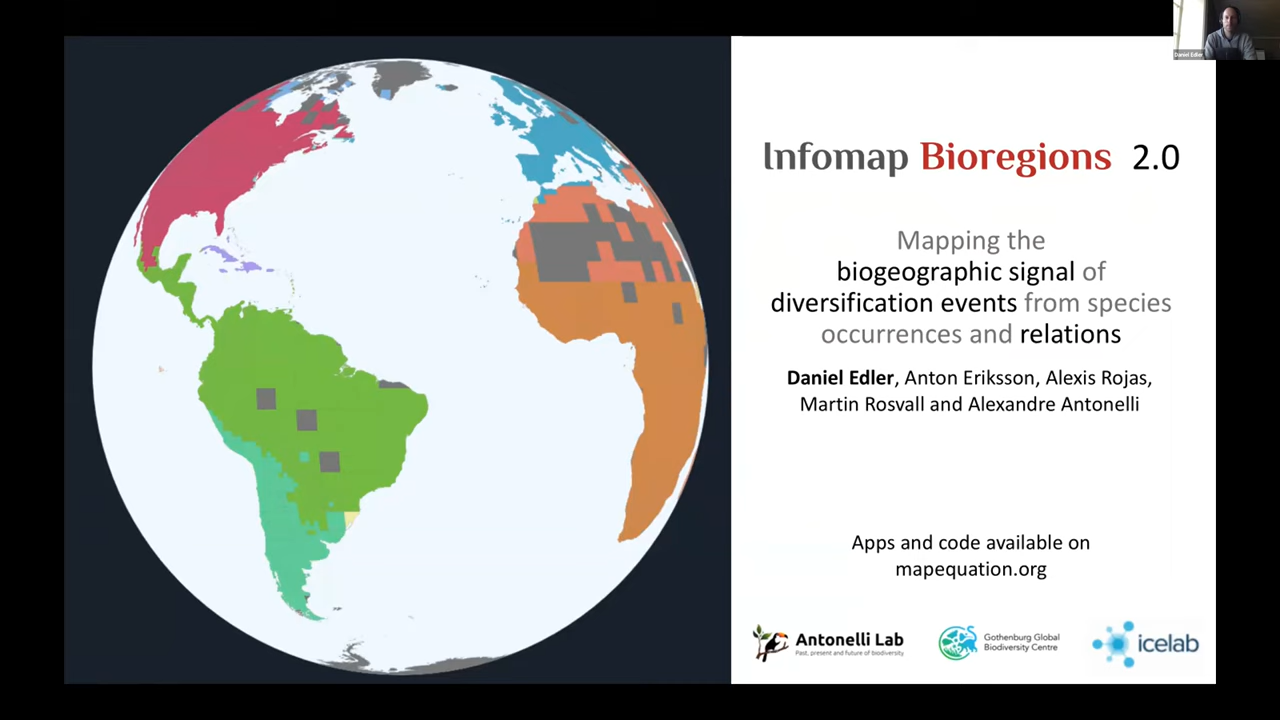 Daniel Edler
Infomap Bioregions 2.0
Mapping the
biogeographic signal of
diversification events from species
occurrences and relations
Daniel Edler, Anton Eriksson, Alexis Rojas,
Martin Rosvall and Alexandre Antonelli
Apps and code available on
mapequation.org
Antonelli Lab
Past, present and future of biodiversity
Gothenburg Global
Biodiversity Centre
icelab